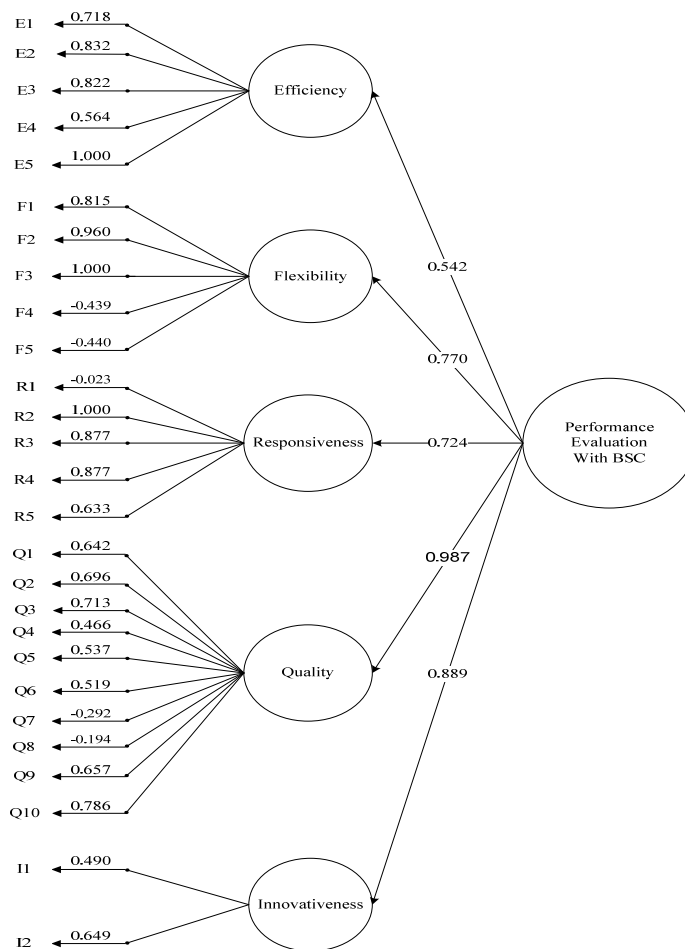 E1 0.718
E2 0.832
E3 0.822
Efficiency
E4 0.564
E5 1.000
F1 0.815
F2 0.960
0.542
F3 1.000
Flexibility
F4 -0.439
F5 -0.440
0.770
R1 -0.023
R2 1.000
R3 0.877
Responsiveness
0.724
Performance
Evaluation
With BSC
R4 0.877
R5 0.633
Q1 0.642
0.987
Q2 0.696
Q3 0.713
Q4 0.466
Q5 0.537
Quality
0.889
Q6 0.519
Q7 -0.292
Q8 -0.194
Q9 0.657
Q10 0.786
I1 0.490
Innovativeness
I2 0.649